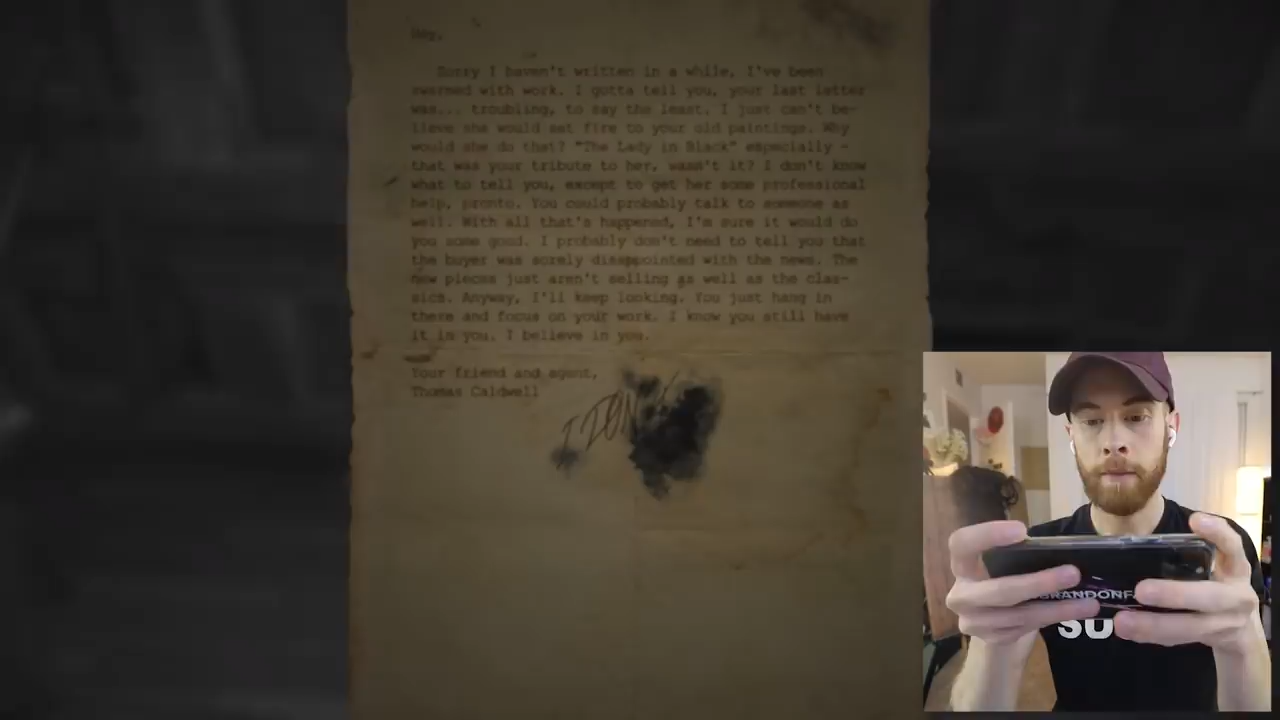 Hey,
Sorry I haven't written in a while, I've been
swarmed with work. I gotta tell you, your last letter
was... troubling, to say the least. I just can't be-
lieve she would set fire to your old paintings. Why
would she do that? "The Lady in Black" especially -
that was your tribute to her, wasn't it? I don't know
what to tell you, except to get her some professional
help, pronto. You could probably talk to someone as
well. With all that's happened, I'm sure it would do
you some good. I probably don't need to tell you that
the buyer was sorely disappointed with the news. The
new pieces just aren't selling as well as the clas-
sics. Anyway, I'll keep looking. You just hang in
there and focus on your work. I know you still have
it in you. I believe in you.
Your friend and agent,
Thomas Caldwell
I DON